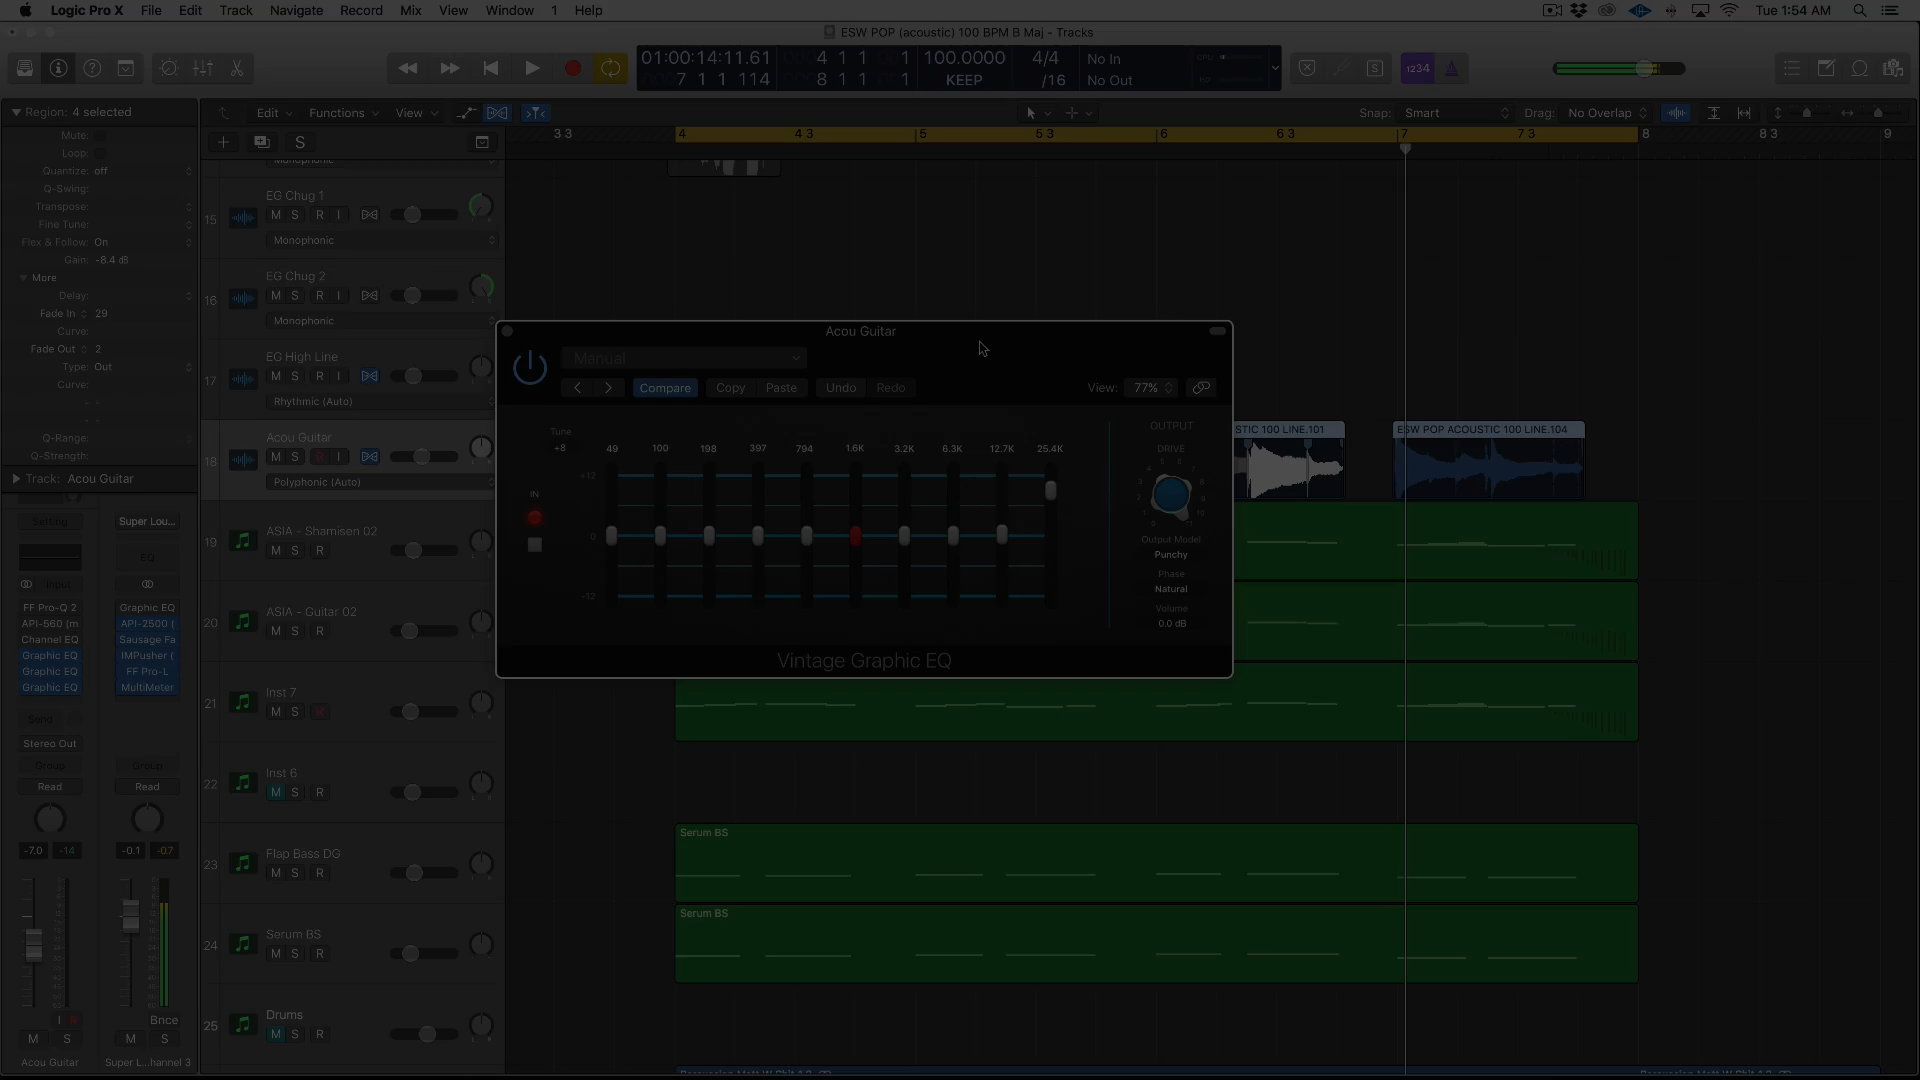 Logic Pro X File Edit Track Navigate Record Mix View Window 1 Help
Tue 1:54 AM
ESW POP (acoustic) 100 BPM B Maj - Tracks
01:00:14:11.61
7 1 1 114
4 1 1 1
8 1 1 1
100.0000
KEEP
4/4
/16
No In
No Out
1234
Region: 4 selected
Mute:
Loop:
Quantize: off
Q-Swing:
Transpose:
Fine Tune:
Flex & Follow: On
Gain: -8.4 dB
More
Delay:
Fade In 29
Curve:
Fade Out 2
Type: Out
Curve:
Q-Range:
Q-Strength:
Track: Acou Guitar
Edit Functions View
Snap: Smart
Drag: No Overlap
3 3 4 4 3 5 5 3 6 6 3 7 7 3 8 8 3 9
15 EG Chug 1
M S R I
Monophonic
16 EG Chug 2
M S R I
Monophonic
17 EG High Line
M S R I
Rhythmic (Auto)
18 Acou Guitar
M S R I
Polyphonic (Auto)
19 ASIA - Shamisen 02
M S R
20 ASIA - Guitar 02
M S R
21 Inst 7
M S R
22 Inst 6
M S R
23 Flap Bass DG
M S R
24 Serum BS
M S R
25 Drums
M S R
STIC 100 LINE.101
ESW POP ACOUSTIC 100 LINE.104
Serum BS
Serum BS
Acou Guitar
Manual
Compare Copy Paste Undo Redo
View: 77%
Tune
+8
49 100 198 397 794 1.6K 3.2K 6.3K 12.7K 25.4K
+12
0
-12
IN
OUTPUT
DRIVE
Output Model
Punchy
Phase
Natural
Volume
0.0 dB
Vintage Graphic EQ
Setting
Super Lou...
EQ
Input
FF Pro-Q 2
API-560 (m
Channel EQ
Graphic EQ
Graphic EQ
Graphic EQ
Graphic EQ
API-2500 (
Sausage Fa
IMPusher (
FF Pro-L
MultiMeter
Send
Stereo Out
Group Group
Read Read
-7.0 -14 -0.1 -0.7
I R Bnce
M S M S
Acou Guitar Super L...hannel 3